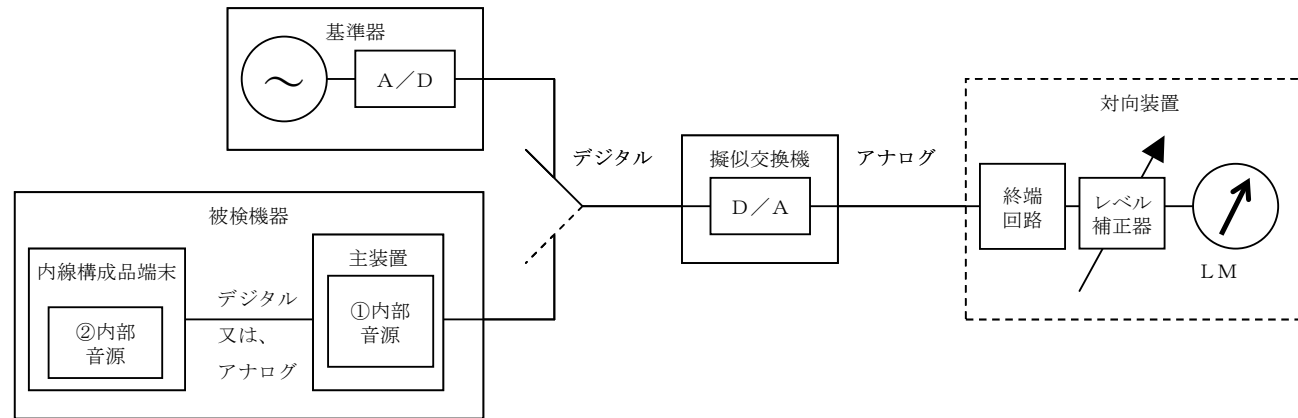 基準器
～
A／D
デジタル
擬似交換機
D／A
アナログ
対向装置
終端
回路
レベル
補正器
LM
被検機器
内線構成品端末
②内部
音源
デジタル
又は、
アナログ
主装置
①内部
音源